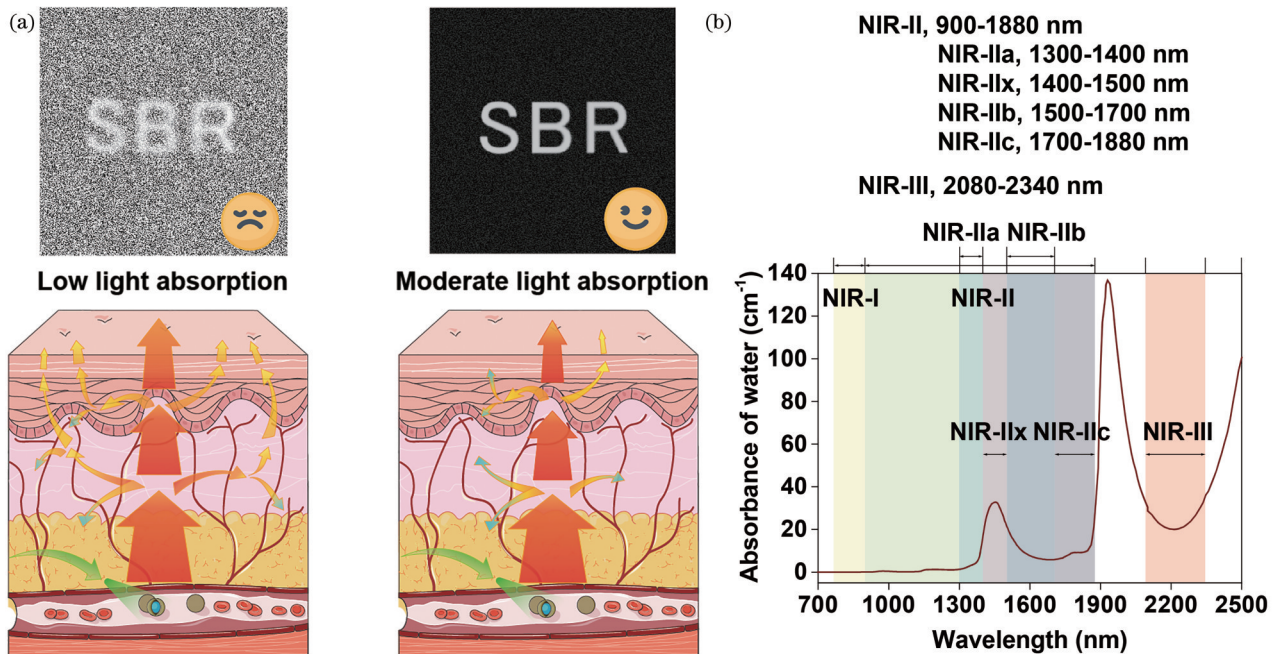 (a)
SBR
SBR
Low light absorption
Moderate light absorption
(b)
NIR-II, 900-1880 nm
NIR-IIa, 1300-1400 nm
NIR-IIx, 1400-1500 nm
NIR-IIb, 1500-1700 nm
NIR-IIc, 1700-1880 nm
NIR-III, 2080-2340 nm
NIR-IIa NIR-IIb
NIR-I
NIR-II
NIR-IIx
NIR-IIc
NIR-III
Absorbance of water (cm⁻¹)
140
120
100
80
60
40
20
0
700 1000 1300 1600 1900 2200 2500
Wavelength (nm)